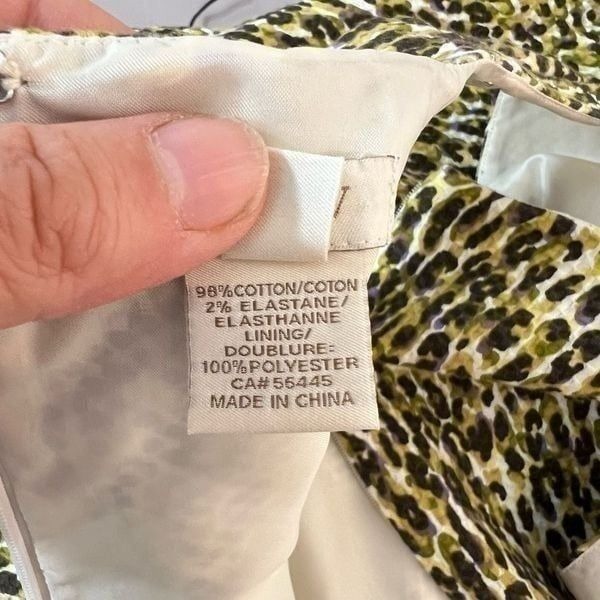 98%COTTON/COTON
2% ELASTANE/
ELASTHANNE
LINING/
DOUBLURE:
100%POLYESTER
CA#56445
MADE IN CHINA